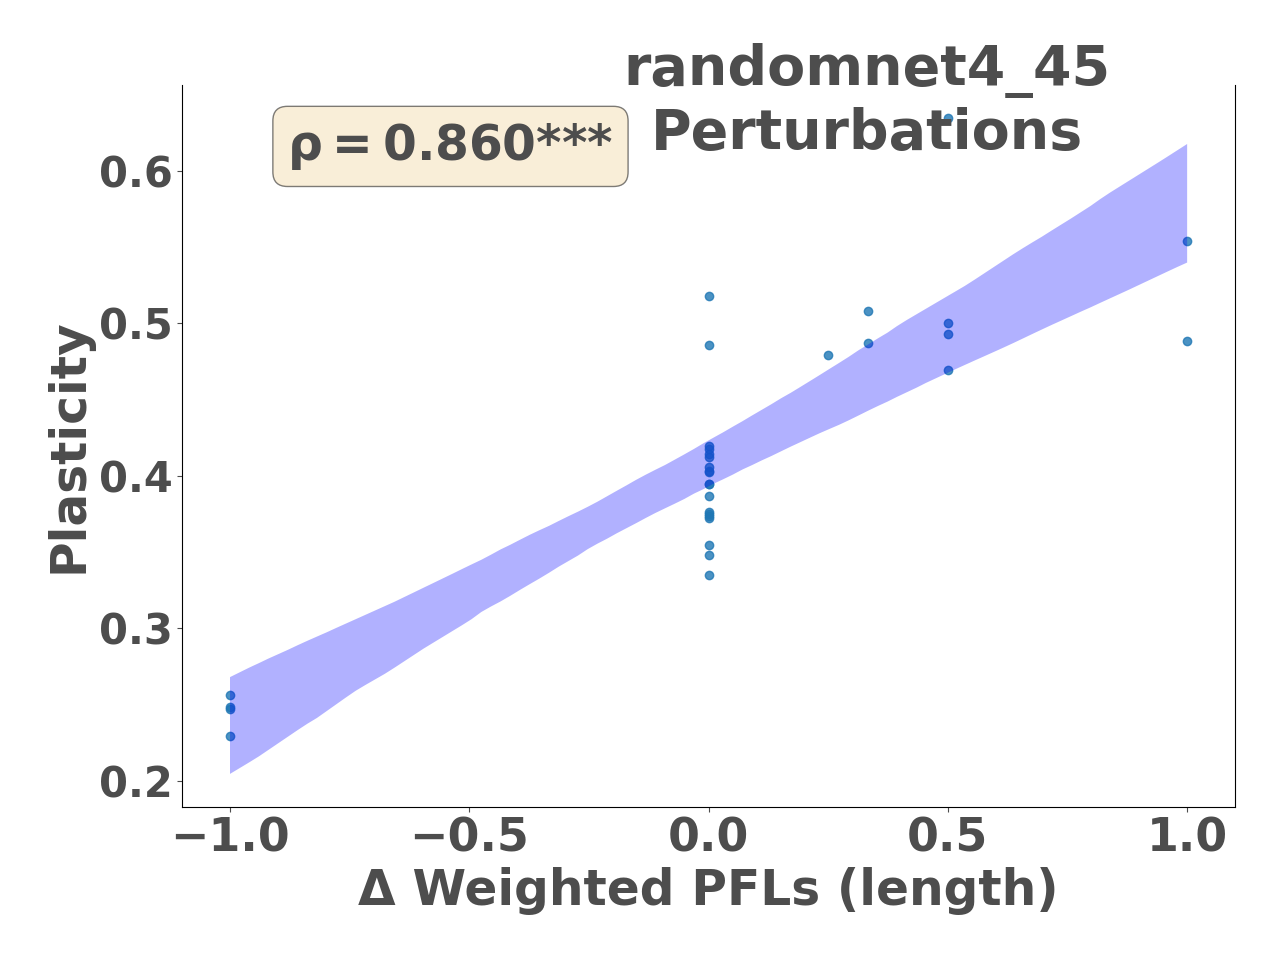 randomnet4_45
Perturbations
ρ = 0.860***
0.6
0.5
0.4
0.3
0.2
Plasticity
−1.0 −0.5 0.0 0.5 1.0
Δ Weighted PFLs (length)